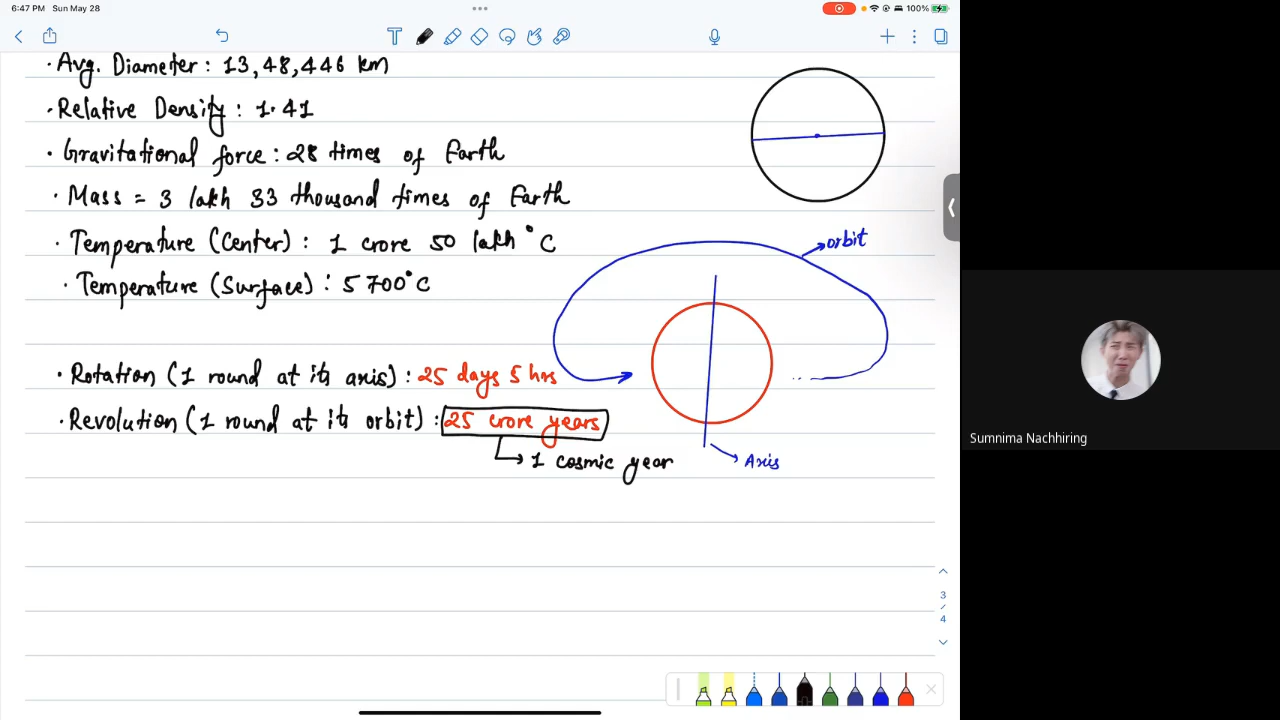 6:47 PM Sun May 28
100%
· Avg. Diameter : 13,48,446 km
· Relative Density : 1.41
· Gravitational force : 28 times of Earth
· Mass = 3 lakh 33 thousand times of Earth
· Temperature (Center) : 1 crore 50 lakh °C
· Temperature (Surface) : 5700°C
orbit
· Rotation (1 round at its axis) : 25 days 5 hrs
· Revolution (1 round at its orbit) : 25 crore years
1 cosmic year
Axis
Sumnima Nachhiring
3
/
4